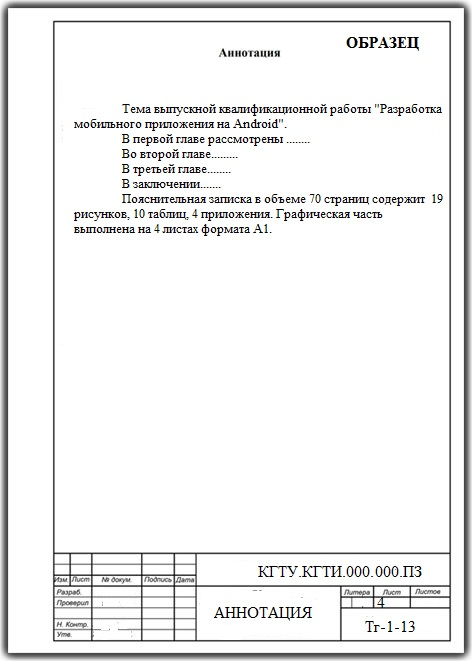 ОБРАЗЕЦ
Аннотация
Тема выпускной квалификационной работы "Разработка
мобильного приложения на Android".
В первой главе рассмотрены ........
Во второй главе.........
В третьей главе........
В заключении.......
Пояснительная записка в объеме 70 страниц содержит 19
рисунков, 10 таблиц, 4 приложения. Графическая часть
выполнена на 4 листах формата А1.
КГТУ.КГТИ.000.000.ПЗ
Изм Лист № докум. Подпись Дата
Разраб. Литера Лист Листов
Проверил 4
АННОТАЦИЯ
Тг-1-13
Н. Контр.
Утв.